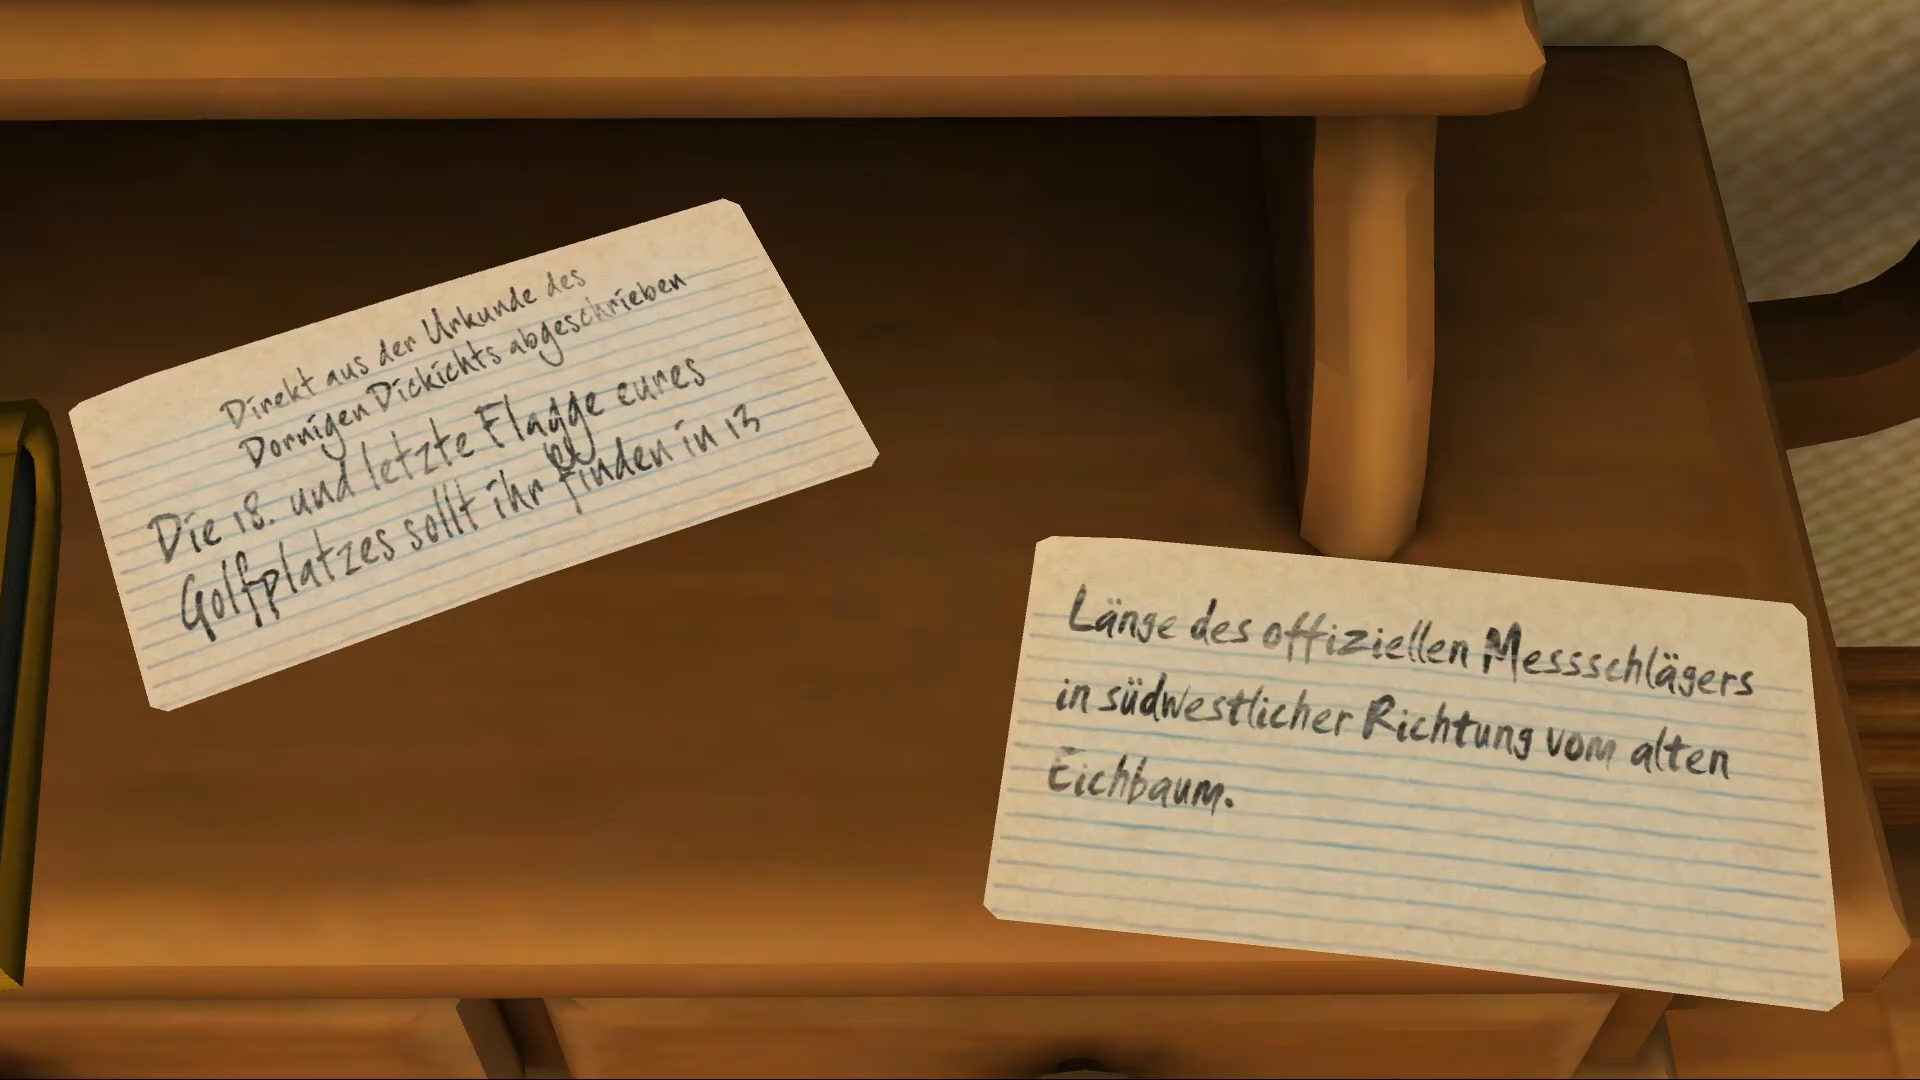 Direkt aus der Urkunde des
Dornigen Dickichts abgeschrieben
Die 18. und letzte Flagge eures
Golfplatzes sollt ihr finden in 13
Länge des offiziellen Messschlägers
in südwestlicher Richtung vom alten
Eichbaum.